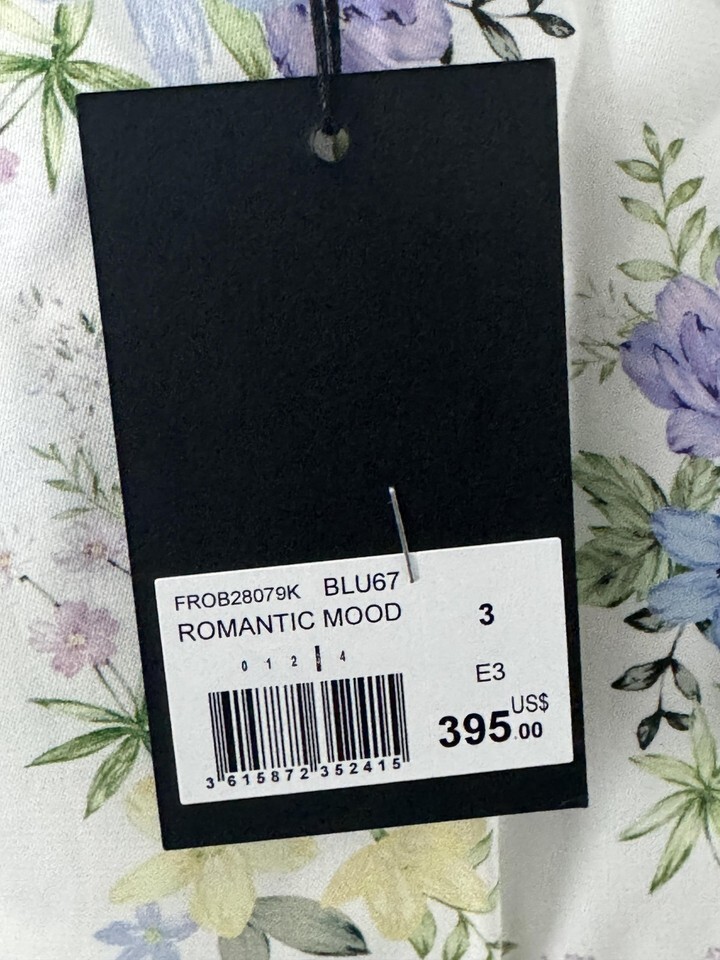 FROB28079K BLU67
ROMANTIC MOOD
3
0 1 2 3 4
E3
US$
395.00
3 615872 352415